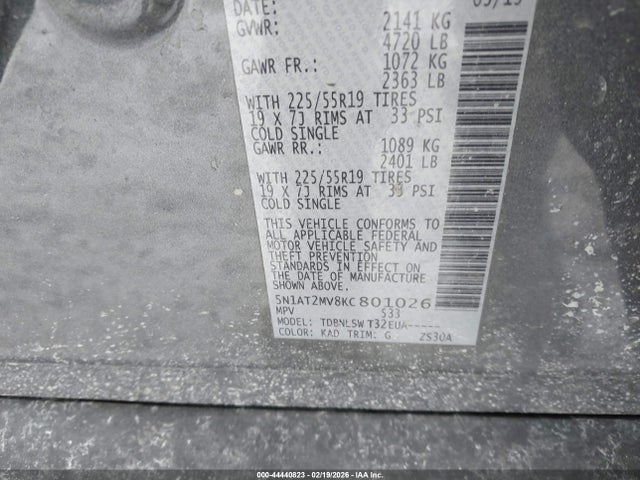 DATE:
GVWR: 2141 KG
4720 LB
GAWR FR.: 1072 KG
2363 LB
WITH 225/55R19 TIRES
19 X 7J RIMS AT 33 PSI
COLD SINGLE
GAWR RR.: 1089 KG
2401 LB
WITH 225/55R19 TIRES
19 X 7J RIMS AT 33 PSI
COLD SINGLE
THIS VEHICLE CONFORMS TO
ALL APPLICABLE FEDERAL
MOTOR VEHICLE SAFETY AND
THEFT PREVENTION
STANDARDS IN EFFECT ON
THE DATE OF MANUFACTURE
SHOWN ABOVE.
5N1AT2MV8KC801026
MPV S33
MODEL: TDBNLSW T32EUA-----
COLOR: KAD TRIM: G ZS30A
000-44440823 - 02/19/2026 - IAA Inc.